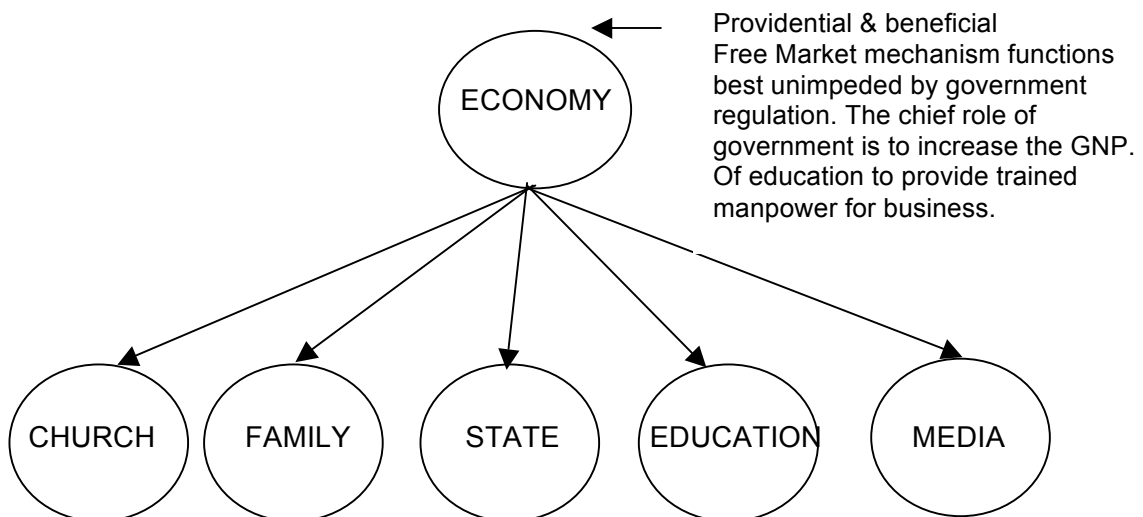 Providential & beneficial
Free Market mechanism functions
best unimpeded by government
regulation. The chief role of
government is to increase the GNP.
Of education to provide trained
manpower for business.
ECONOMY
CHURCH
FAMILY
STATE
EDUCATION
MEDIA